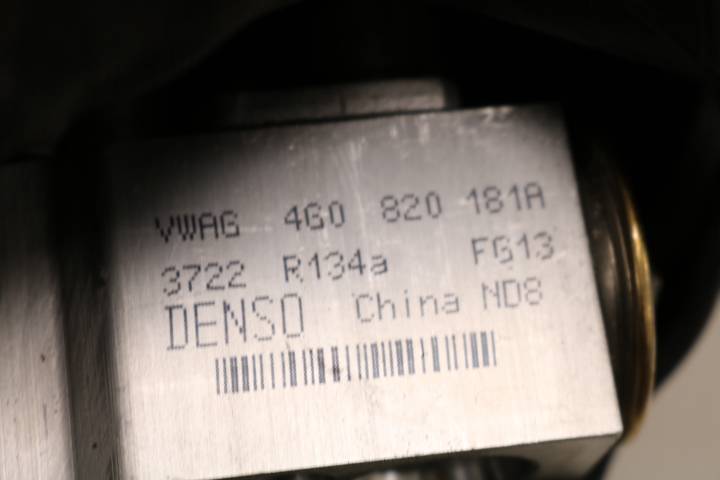 VWAG 4G0 820 181A
3722 R134a FG13
DENSO China ND8